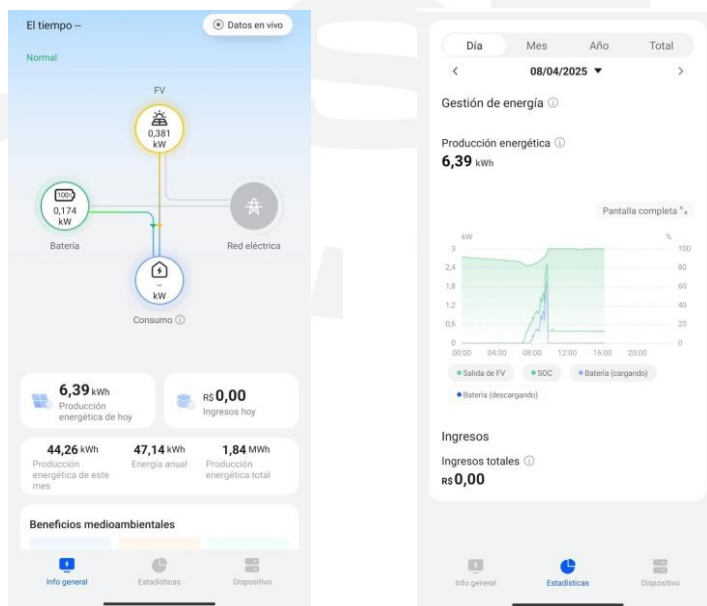 El tiempo --
Datos en vivo
Normal
FV
0,381
kW
100%
0,174
kW
Batería
Red eléctrica
--
kW
Consumo
6,39 kWh
Producción
energética de hoy
R$ 0,00
Ingresos hoy
44,26 kWh
Producción
energética de este
mes
47,14 kWh
Energía anual
1,84 MWh
Producción
energética total
Beneficios medioambientales
Info general
Estadísticas
Dispositivo
Día
Mes
Año
Total
<
08/04/2025 ▼
>
Gestión de energía
Producción energética
6,39 kWh
Pantalla completa
kW
%
3
100
2,4
80
1,8
60
1,2
40
0,6
20
0
0
00:00 04:00 08:00 12:00 16:00 20:00
Salida de FV
SOC
Batería (cargando)
Batería (descargando)
Ingresos
Ingresos totales
R$ 0,00
Info general
Estadísticas
Dispositivo